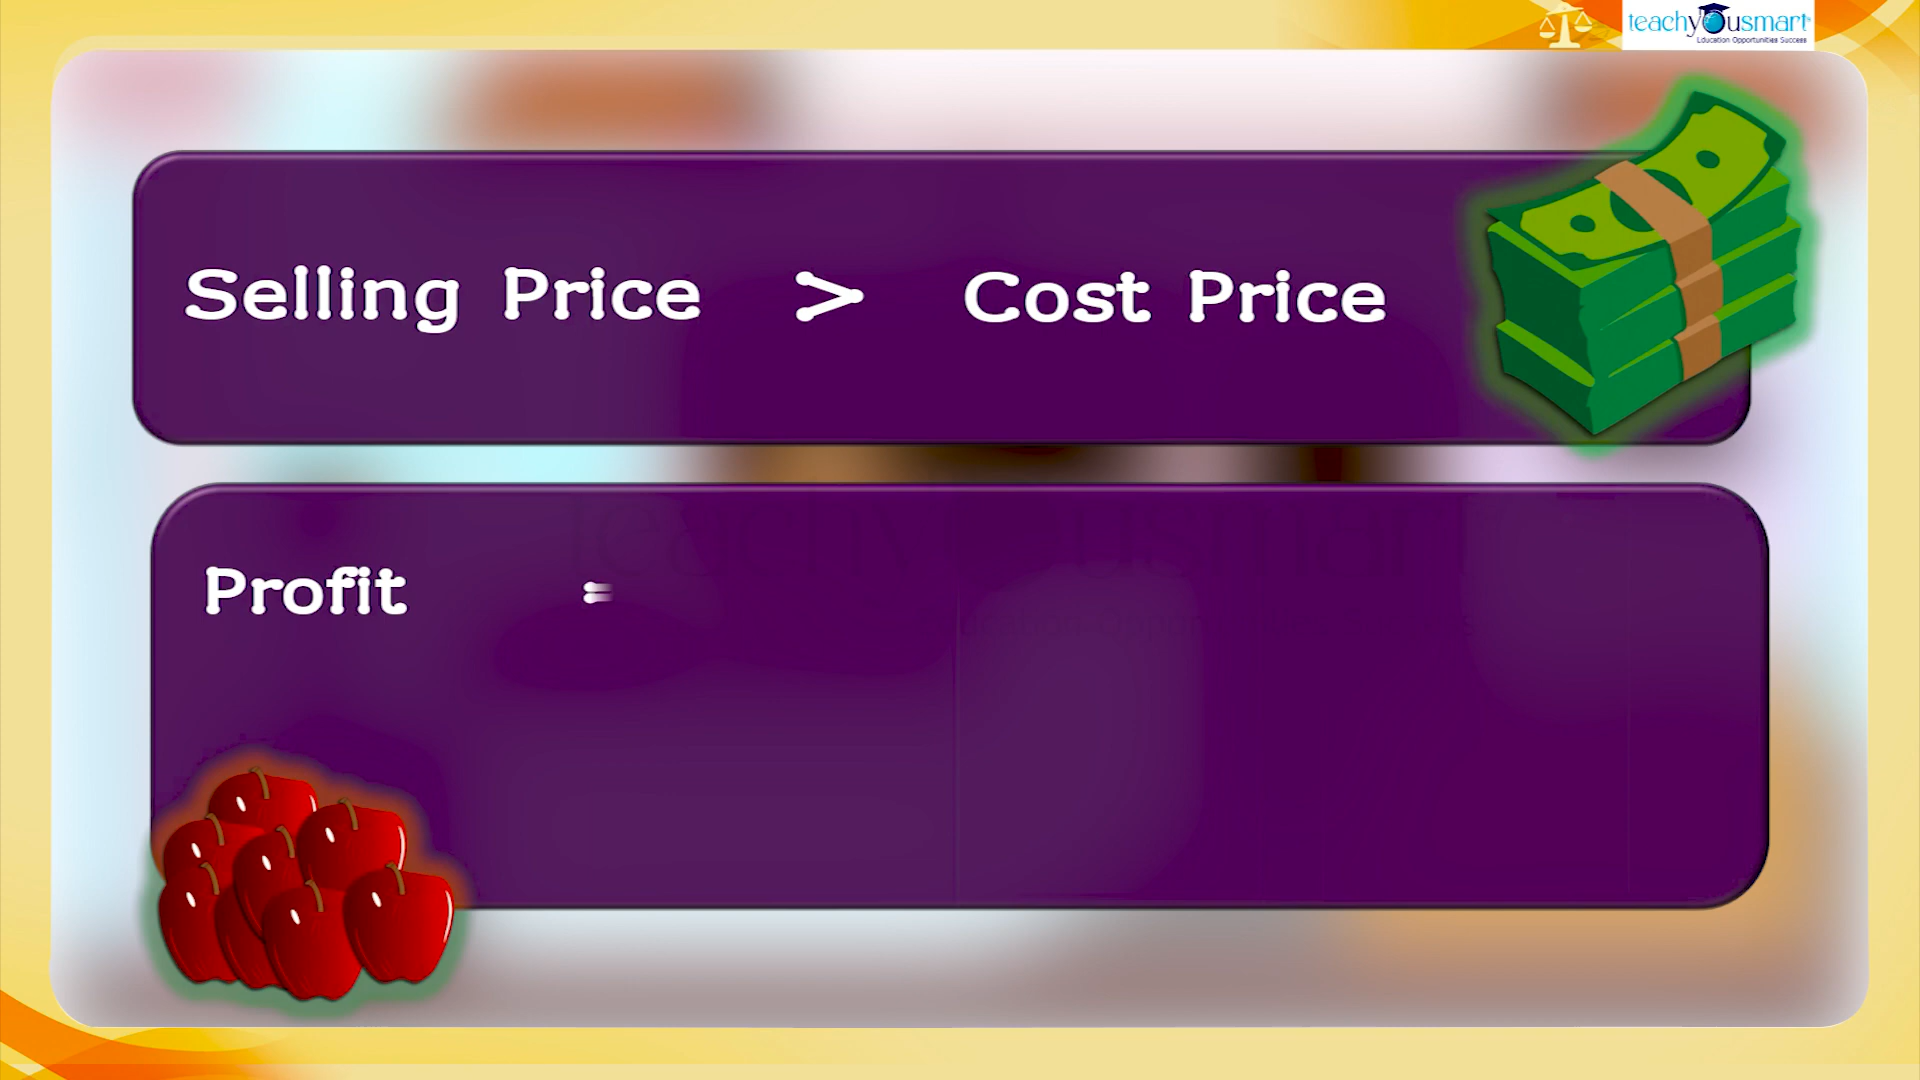 teachyousmart
Education Opportunities Success
Selling Price > Cost Price
Profit =